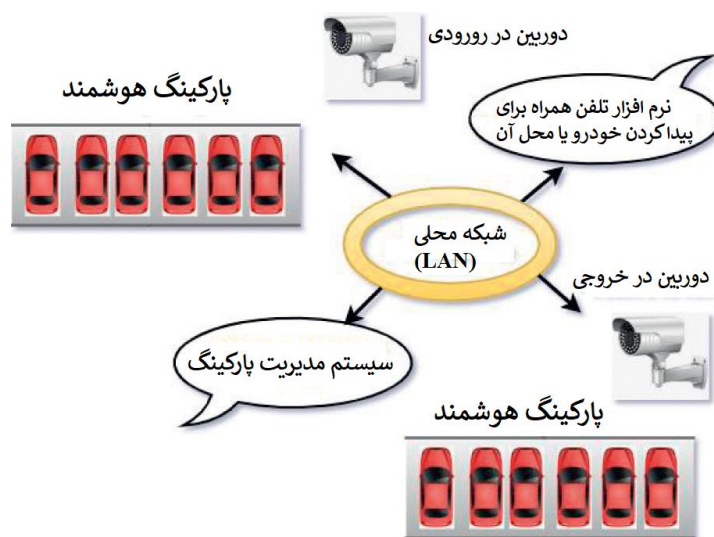 دوربین در رورودی
پارکینگ هوشمند
نرم افزار تلفن همراه برای
پیدا کردن خودرو یا محل آن
شبکه محلی
(LAN)
دوربین در خروجی
سیستم مدیریت پارکینگ
پارکینگ هوشمند